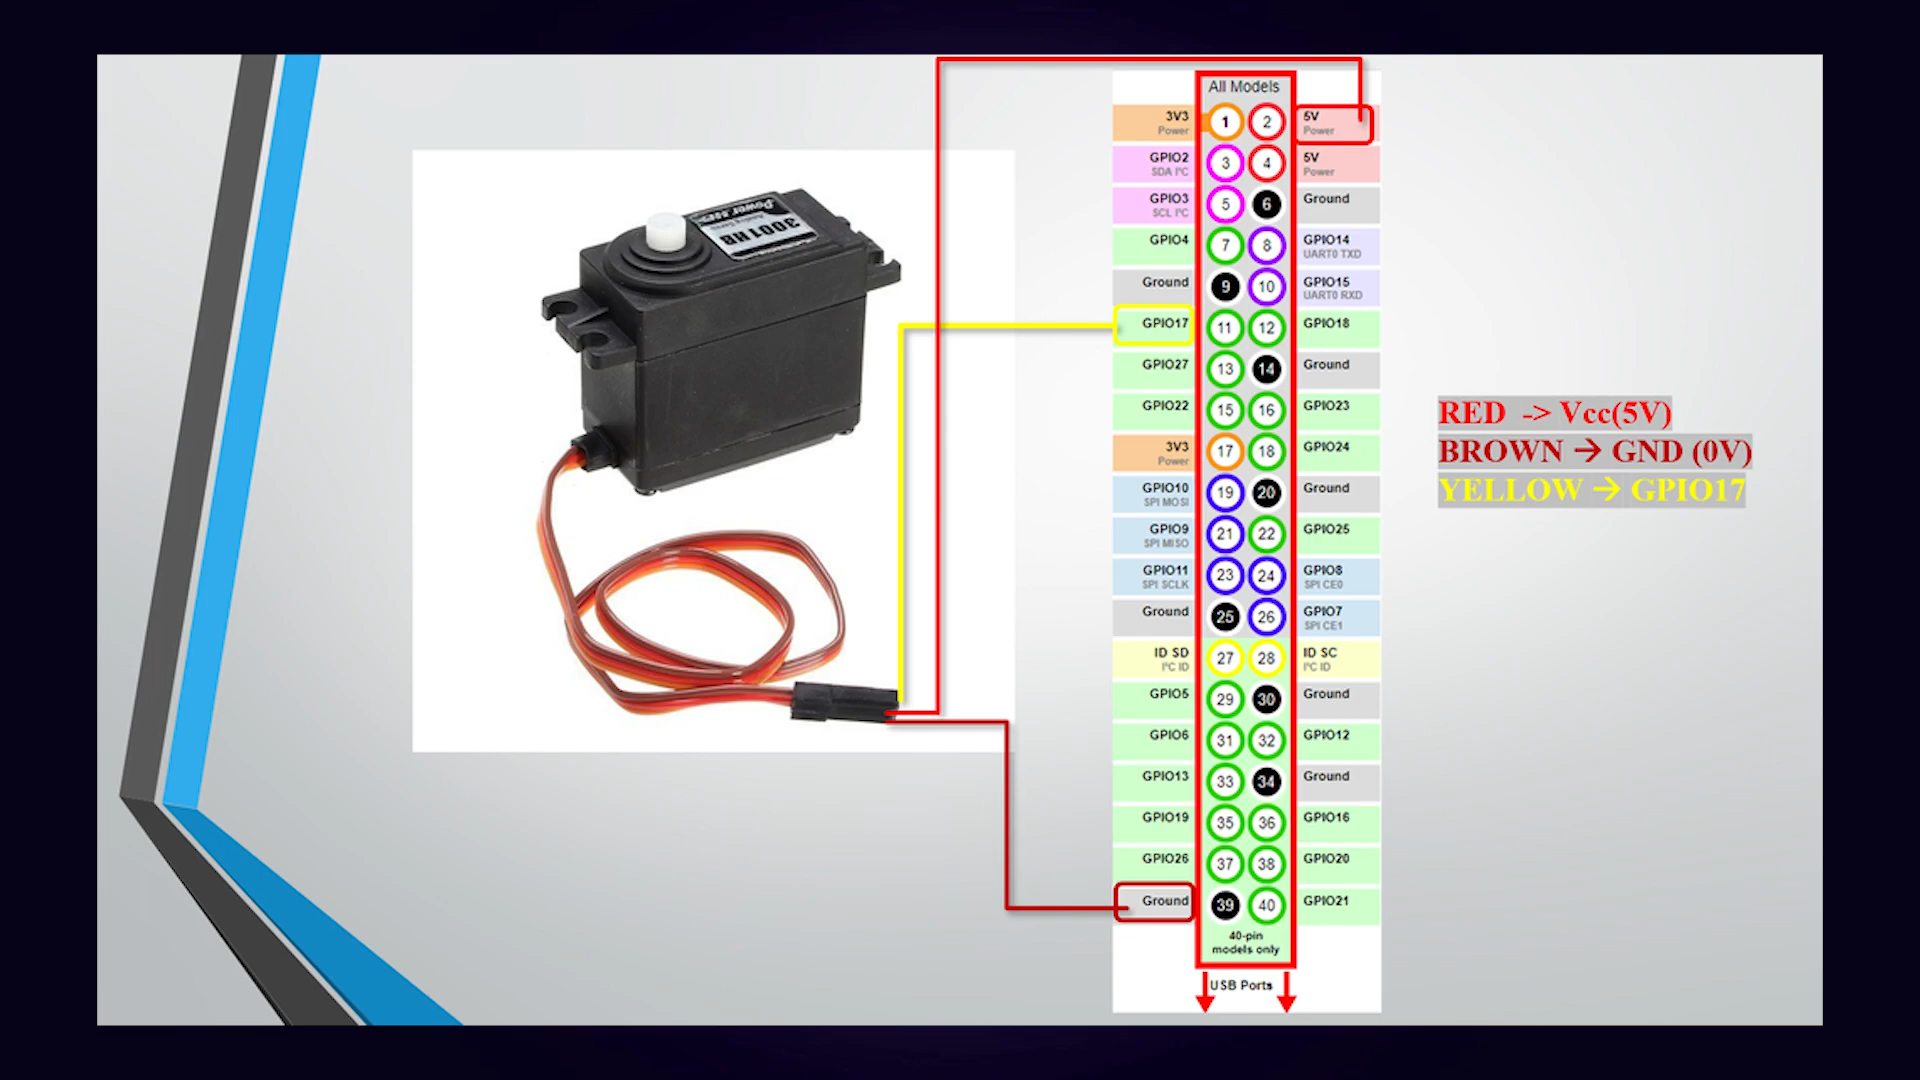 All Models
3V3
Power
1
2
5V
Power
GPIO2
SDA I²C
3
4
5V
Power
GPIO3
SCL I²C
5
6
Ground
GPIO4
7
8
GPIO14
UART0 TXD
Ground
9
10
GPIO15
UART0 RXD
GPIO17
11
12
GPIO18
GPIO27
13
14
Ground
GPIO22
15
16
GPIO23
3V3
Power
17
18
GPIO24
GPIO10
SPI MOSI
19
20
Ground
GPIO9
SPI MISO
21
22
GPIO25
GPIO11
SPI SCLK
23
24
GPIO8
SPI CE0
Ground
25
26
GPIO7
SPI CE1
ID SD
I²C ID
27
28
ID SC
I²C ID
GPIO5
29
30
Ground
GPIO6
31
32
GPIO12
GPIO13
33
34
Ground
GPIO19
35
36
GPIO16
GPIO26
37
38
GPIO20
Ground
39
40
GPIO21
40-pin
models only
USB Ports
RED -> Vcc(5V)
BROWN → GND (0V)
YELLOW → GPIO17
3001HB